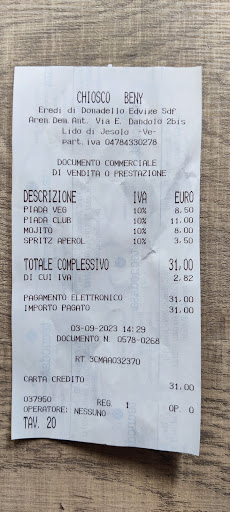 CHIOSCO BENY
Eredi di Donadello Edvige Sdf
Aren.Dem.Ant. Via E. Dandolo 2bis
Lido di Jesolo -Ve-
part.iva 04784330278
DOCUMENTO COMMERCIALE
DI VENDITA O PRESTAZIONE
DESCRIZIONE IVA EURO
PIADA VEG 10% 8,50
PIADA CLUB 10% 11,00
MOJITO 10% 8,00
SPRITZ APEROL 10% 3,50
TOTALE COMPLESSIVO 31,00
DI CUI IVA 2,82
PAGAMENTO ELETTRONICO 31,00
IMPORTO PAGATO 31,00
03-09-2023 14:29
DOCUMENTO N. 0578-0268
RT 3CMAA032370
CARTA CREDITO 31,00
037950 REG. 1
OPERATORE: NESSUNO OP. 0
TAV. 20